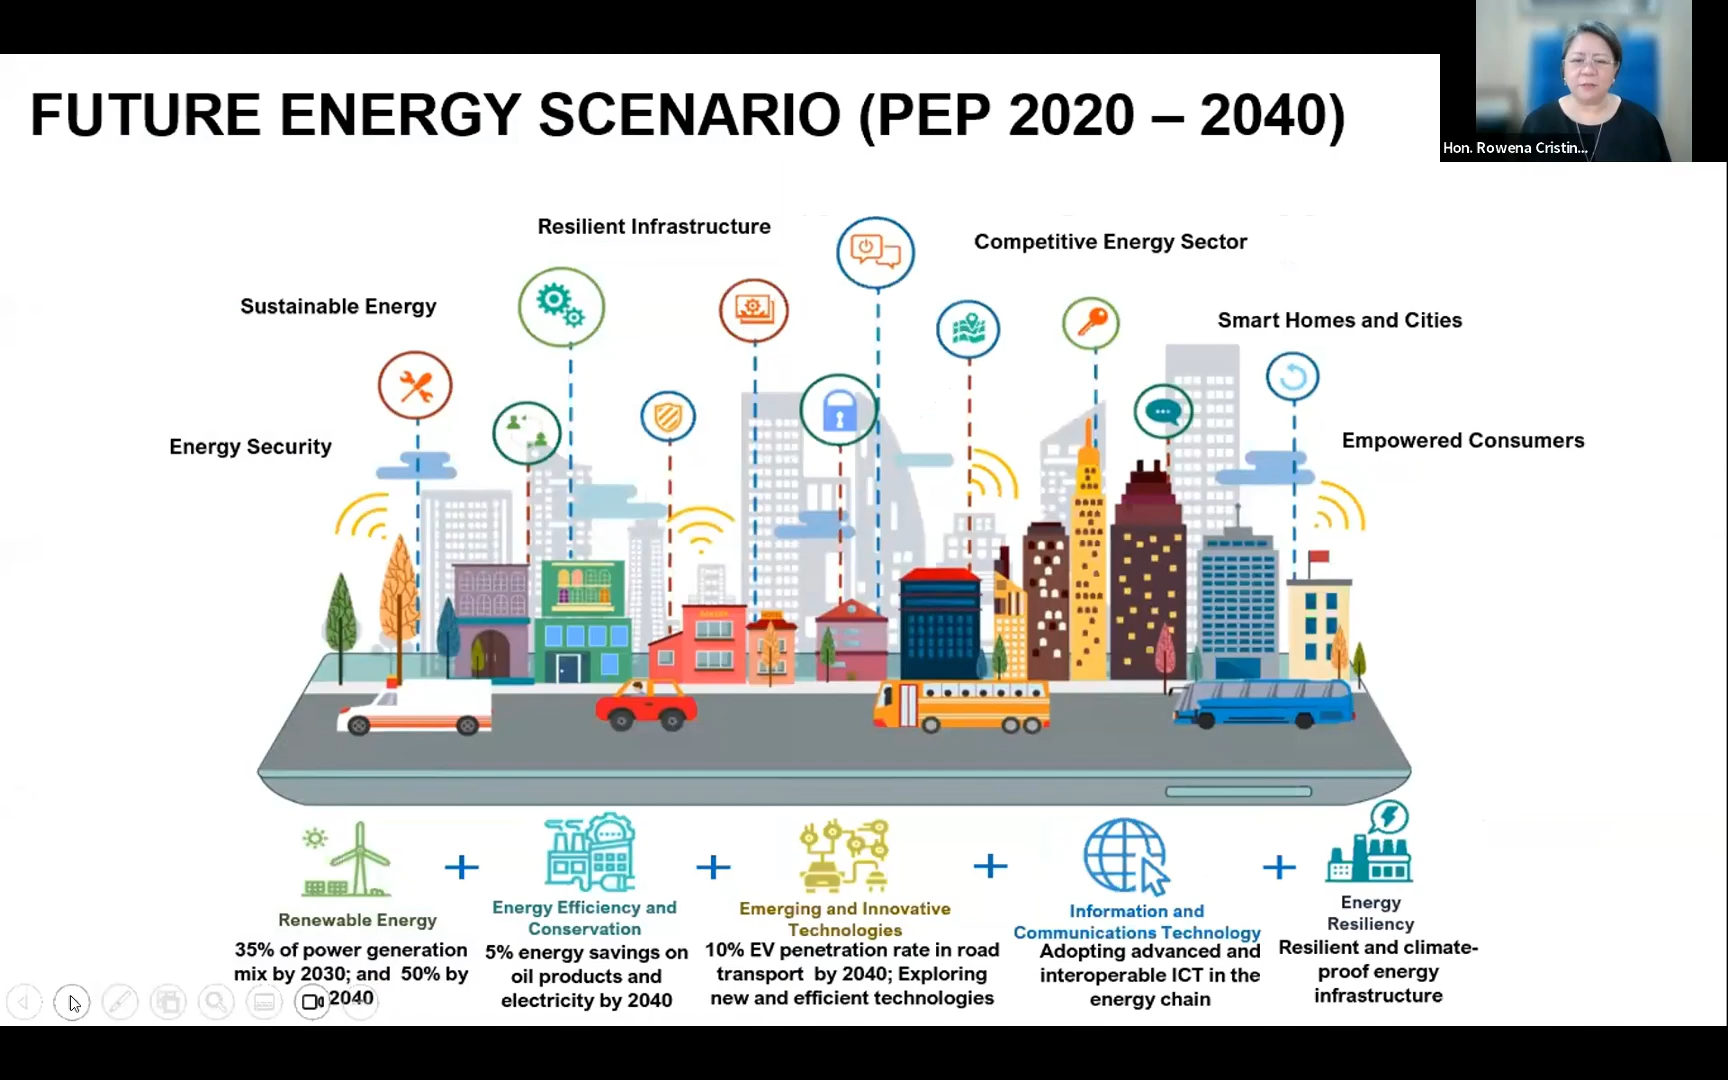 FUTURE ENERGY SCENARIO (PEP 2020 – 2040)
Hon. Rowena Cristin...
Resilient Infrastructure
Competitive Energy Sector
Sustainable Energy
Smart Homes and Cities
Energy Security
Empowered Consumers
Renewable Energy
35% of power generation
mix by 2030; and 50% by
2040
Energy Efficiency and
Conservation
5% energy savings on
oil products and
electricity by 2040
Emerging and Innovative
Technologies
10% EV penetration rate in road
transport by 2040; Exploring
new and efficient technologies
Information and
Communications Technology
Adopting advanced and
interoperable ICT in the
energy chain
Energy
Resiliency
Resilient and climate-
proof energy
infrastructure